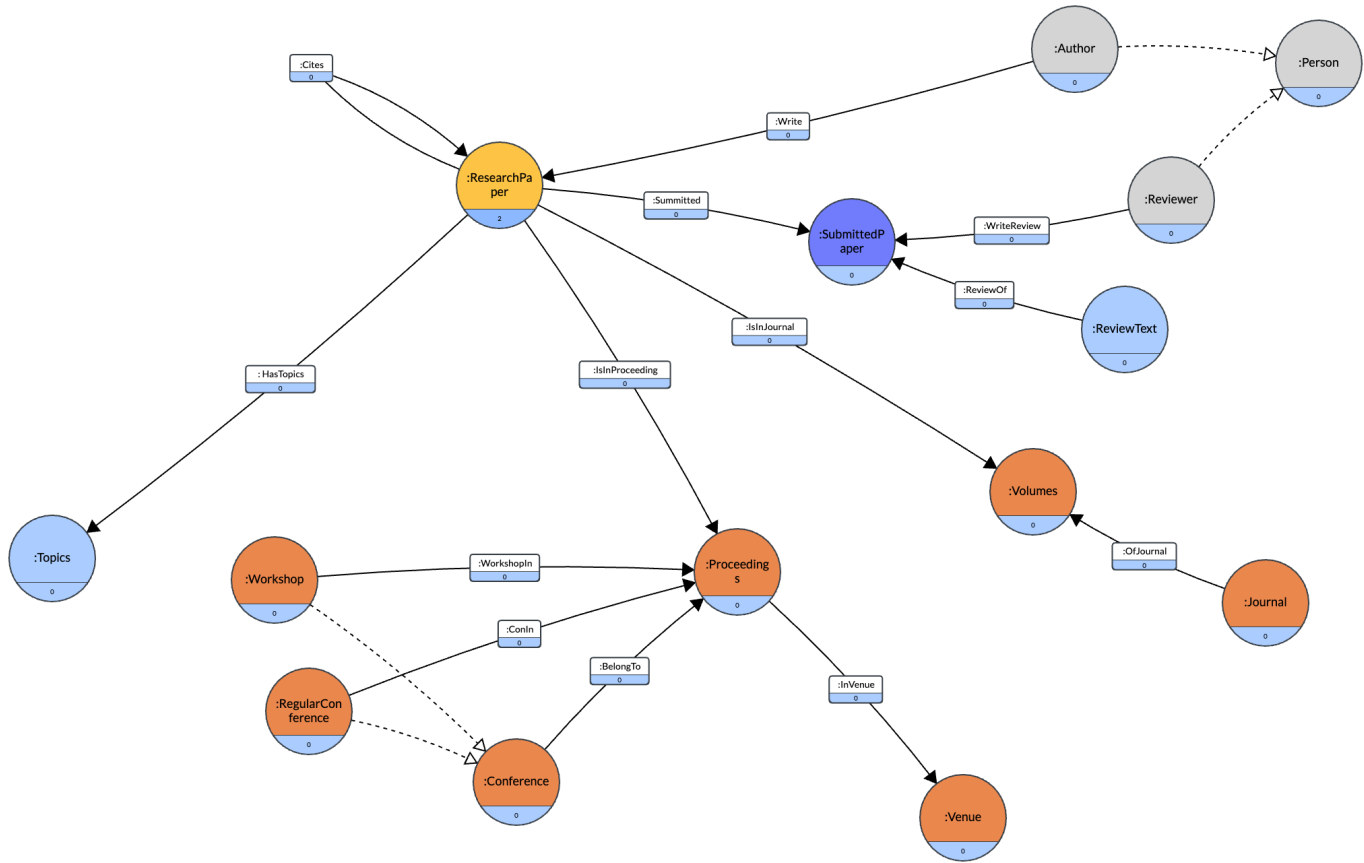 :Author
0
:Person
0
:Cites
0
:Write
0
:ResearchPa
per
2
:Summitted
0
:Reviewer
0
:WriteReview
0
:SubmittedP
aper
0
:ReviewOf
0
:ReviewText
0
:IsInJournal
0
:IsInProceeding
0
: HasTopics
0
:Volumes
0
:OfJournal
0
:Topics
0
:Workshop
0
:WorkshopIn
0
:Proceeding
s
0
:Journal
0
:ConIn
0
:BelongTo
0
:InVenue
0
:RegularCon
ference
0
:Conference
0
:Venue
0